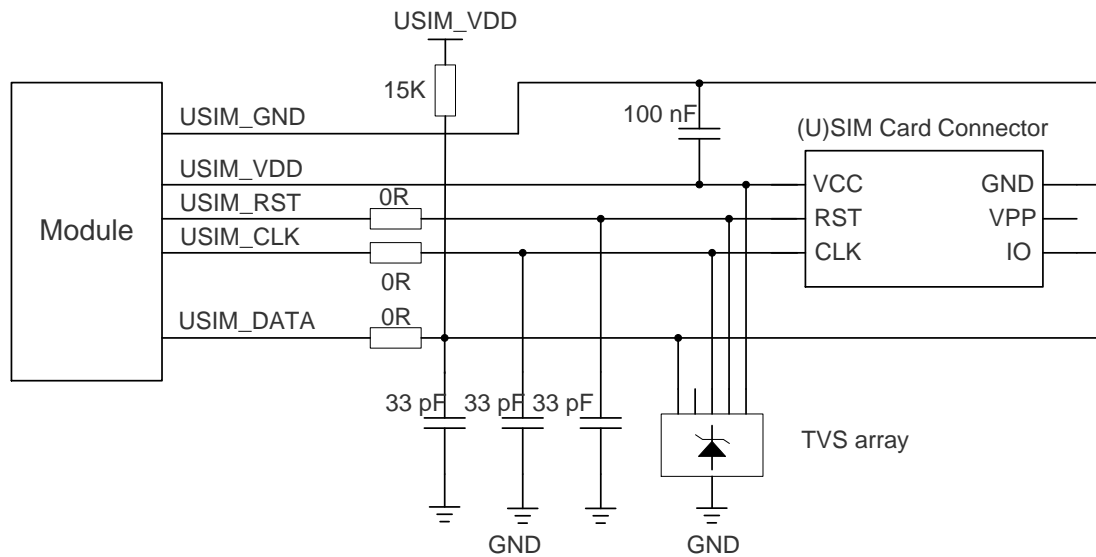 USIM_VDD
15K
USIM_GND
100 nF
(U)SIM Card Connector
USIM_VDD
VCC
GND
USIM_RST
0R
RST
VPP
Module
USIM_CLK
CLK
IO
0R
USIM_DATA
0R
33 pF
33 pF
33 pF
TVS array
GND
GND